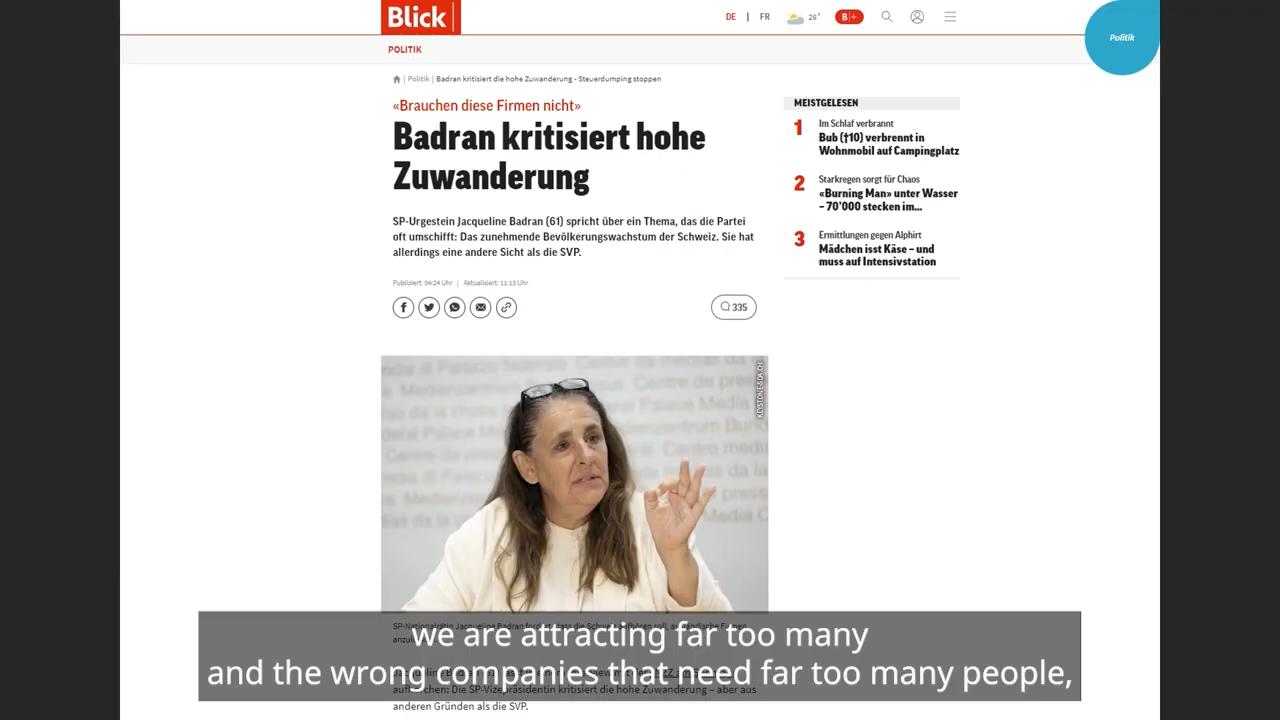 Blick
DE | FR 26° B|+
POLITIK
Politik
| Politik | Badran kritisiert die hohe Zuwanderung - Steuerdumping stoppen
«Brauchen diese Firmen nicht»
Badran kritisiert hohe
Zuwanderung
SP-Urgestein Jacqueline Badran (61) spricht über ein Thema, das die Partei
oft umschifft: Das zunehmende Bevölkerungswachstum der Schweiz. Sie hat
allerdings eine andere Sicht als die SVP.
Publiziert: 04:24 Uhr | Aktualisiert: 11:13 Uhr
335
MEISTGELESEN
1 Im Schlaf verbrannt
Bub (†10) verbrennt in
Wohnmobil auf Campingplatz
2 Starkregen sorgt für Chaos
«Burning Man» unter Wasser
– 70'000 stecken im...
3 Ermittlungen gegen Alphirt
Mädchen isst Käse – und
muss auf Intensivstation
KEYSTONE/SDA.CH
we are attracting far too many
and the wrong companies that need far too many people,
aufhorchen: Die SP-Vizepräsidentin kritisiert die hohe Zuwanderung – aber aus
anderen Gründen als die SVP.